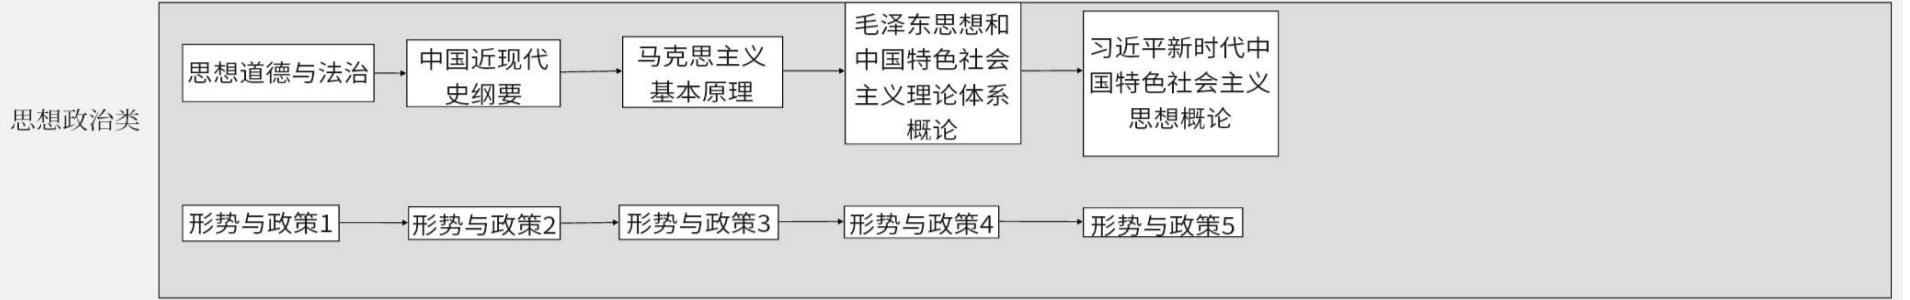 思想政治类
思想道德与法治
中国近现代
史纲要
马克思主义
基本原理
毛泽东思想和
中国特色社会
主义理论体系
概论
习近平新时代中
国特色社会主义
思想概论
形势与政策1
形势与政策2
形势与政策3
形势与政策4
形势与政策5